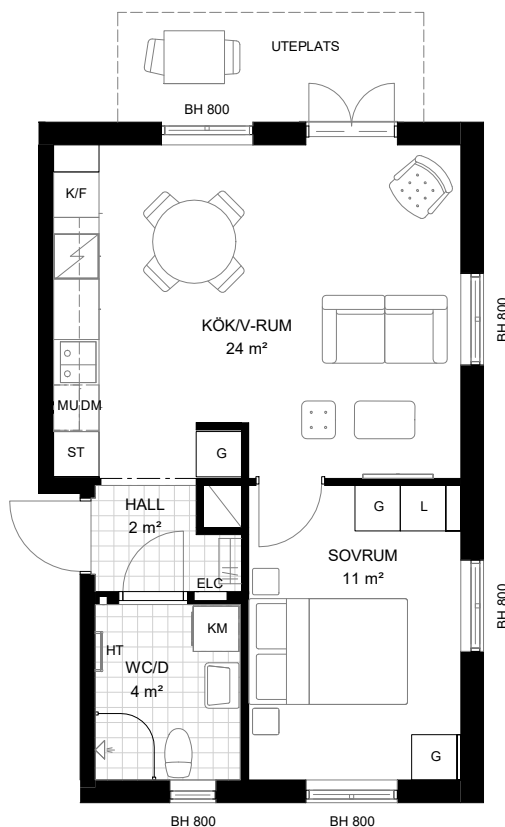 UTEPLATS
BH 800
K/F
KÖK/V-RUM
24 m²
BH 800
MU DM
ST
G
HALL
2 m²
G
L
SOVRUM
11 m²
ELC
BH 800
KM
HT
WC/D
4 m²
G
BH 800
BH 800